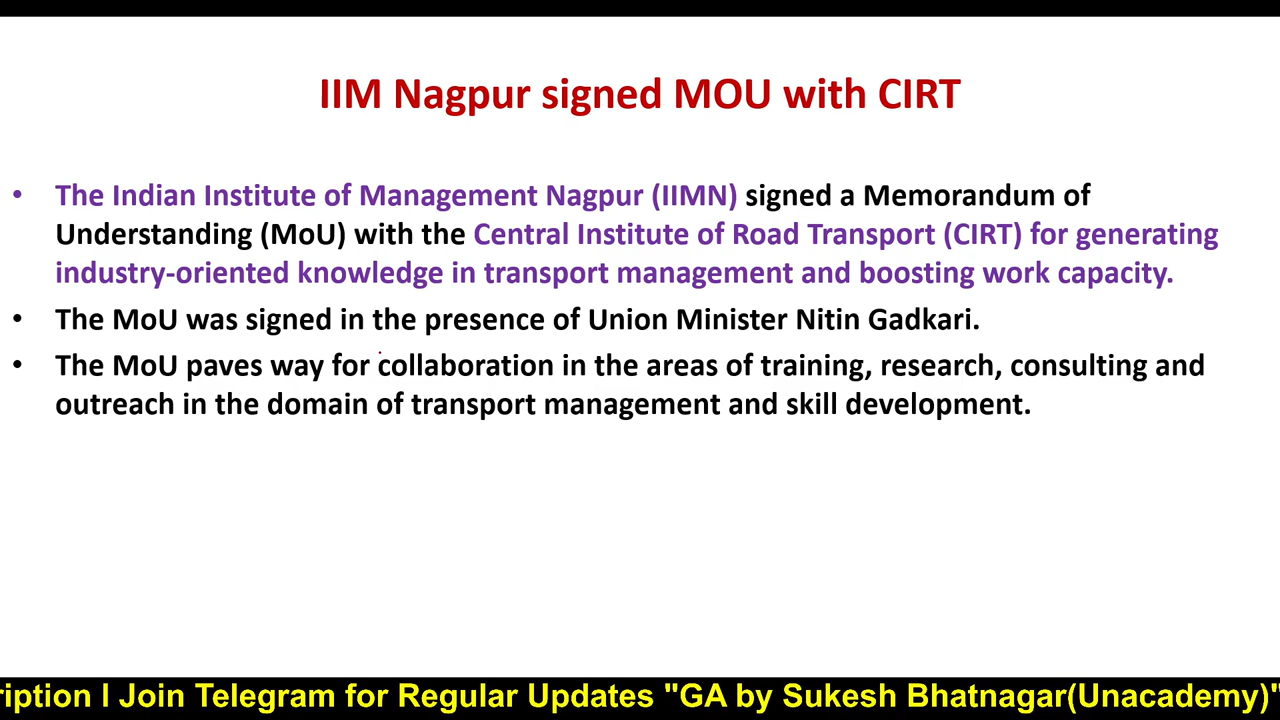 IIM Nagpur signed MOU with CIRT
• The Indian Institute of Management Nagpur (IIMN) signed a Memorandum of
Understanding (MoU) with the Central Institute of Road Transport (CIRT) for generating
industry-oriented knowledge in transport management and boosting work capacity.
• The MoU was signed in the presence of Union Minister Nitin Gadkari.
• The MoU paves way for collaboration in the areas of training, research, consulting and
outreach in the domain of transport management and skill development.
ription I Join Telegram for Regular Updates "GA by Sukesh Bhatnagar(Unacademy)"